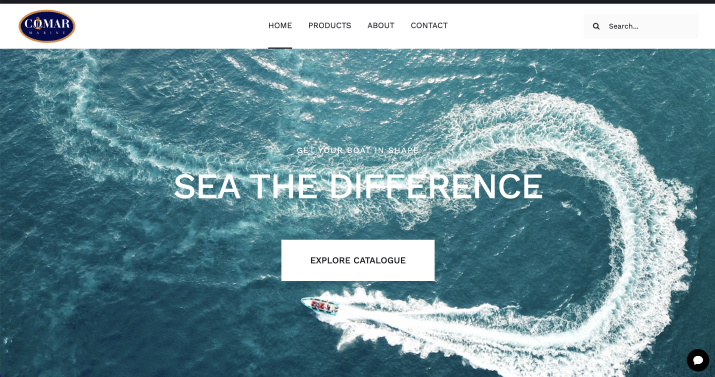 COMAR
MARINE
HOME PRODUCTS ABOUT CONTACT
Search...
GET YOUR BOAT IN SHAPE
SEA THE DIFFERENCE
EXPLORE CATALOGUE